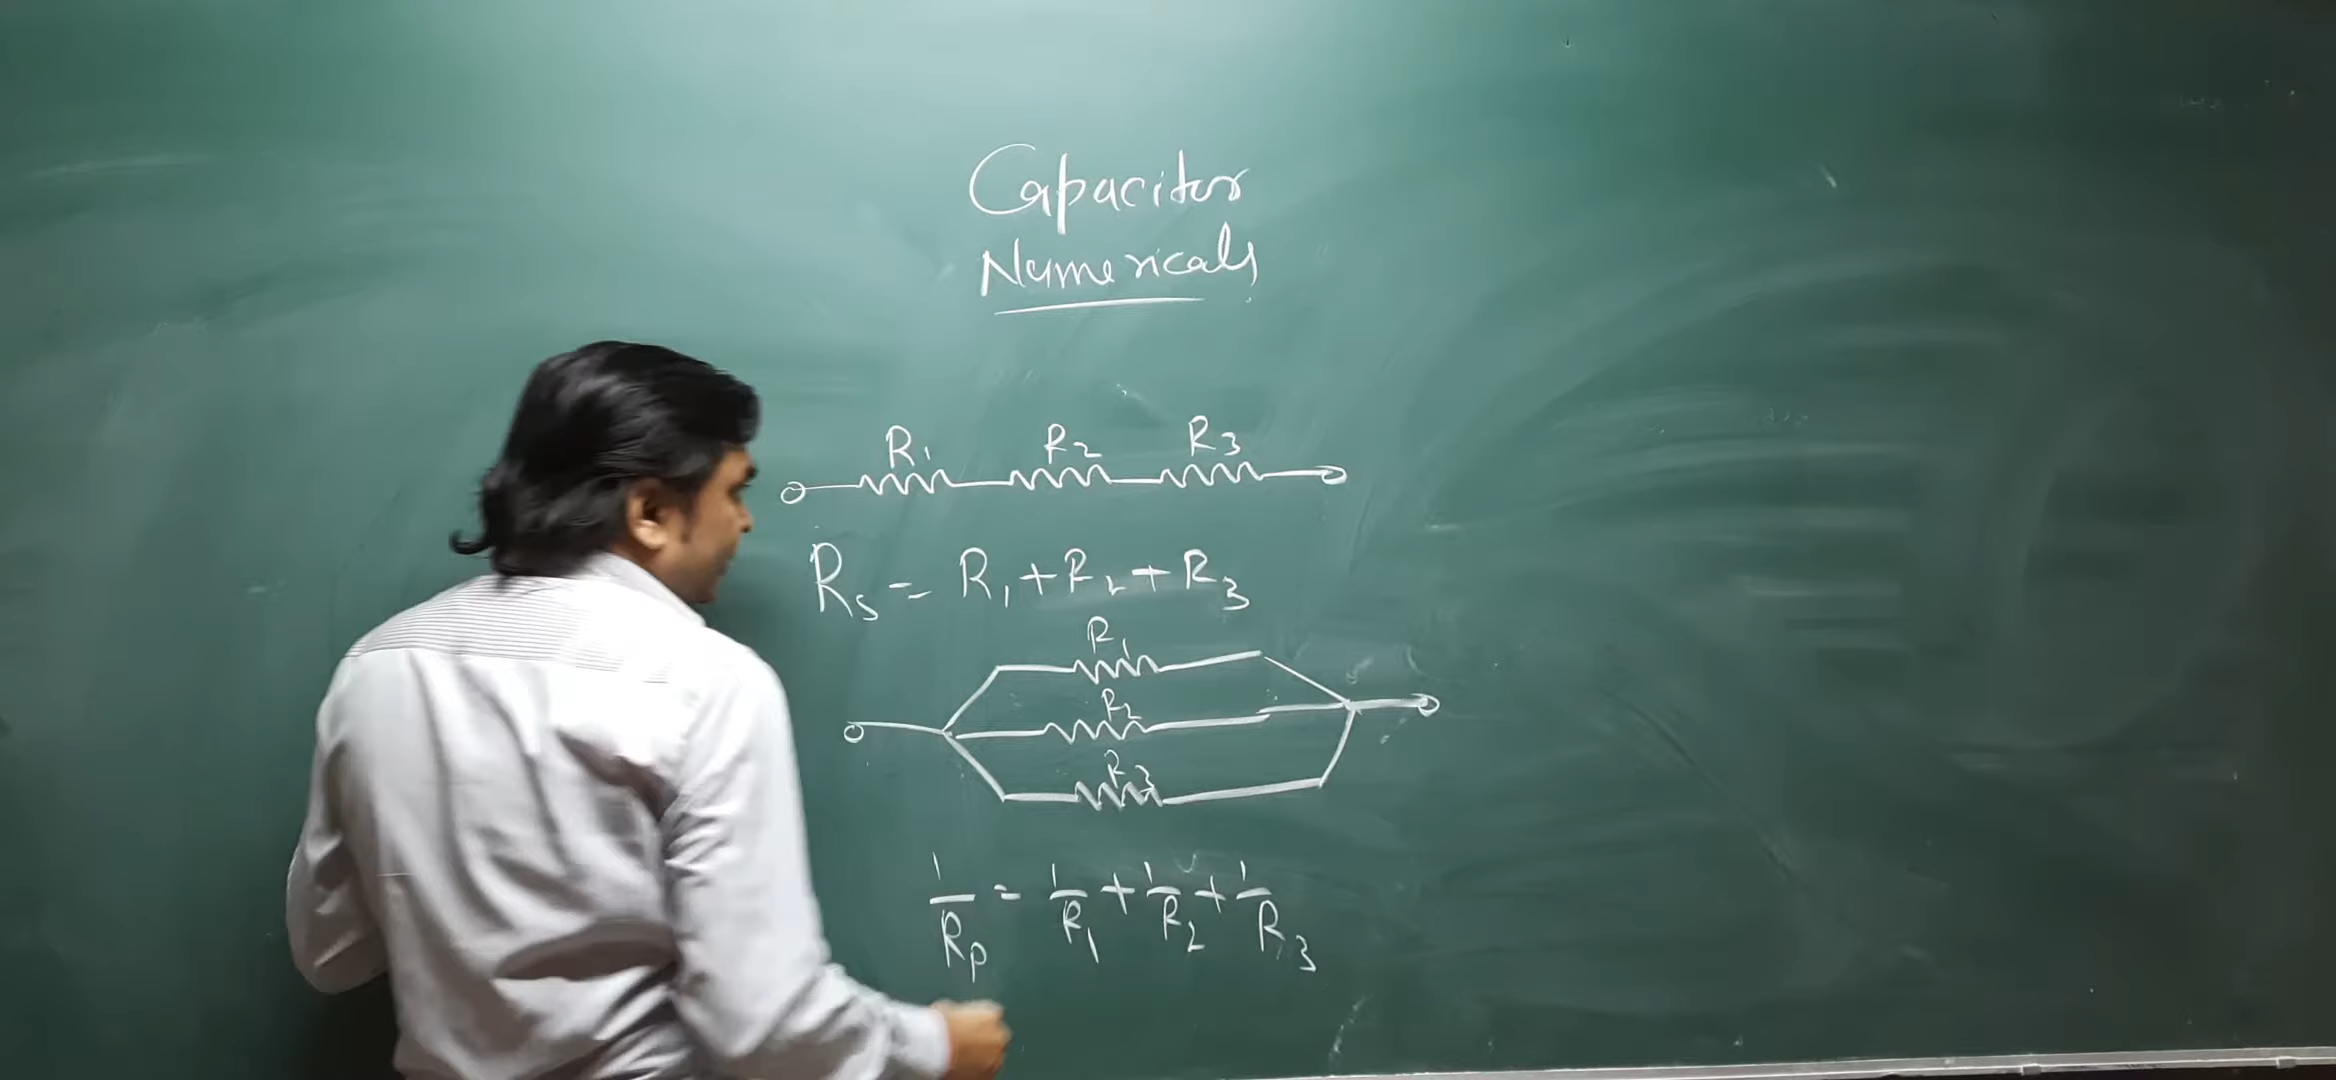 Capacitor
Numericals
R1 R2 R3
Rs = R1 + R2 + R3
R1
R2
R3
1/Rp = 1/R1 + 1/R2 + 1/R3